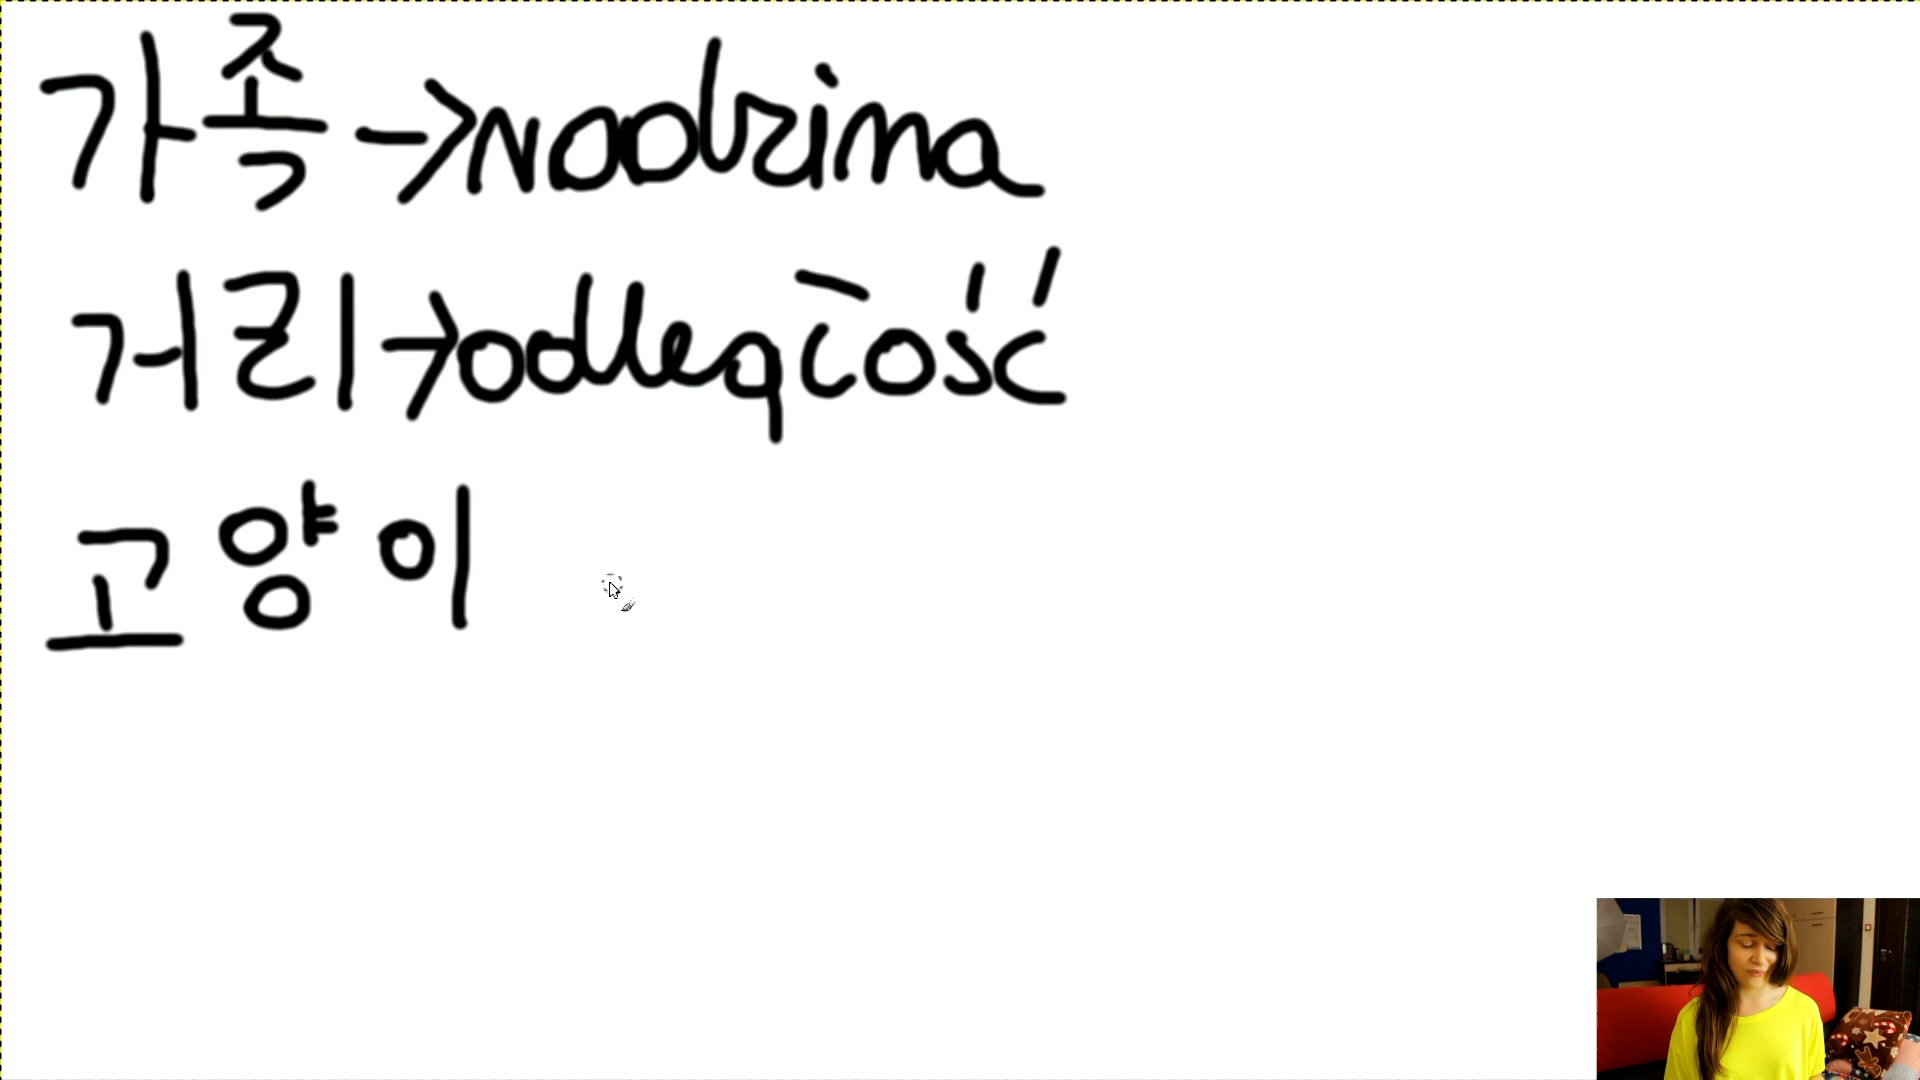 가족 → rodzina
거리 → odległość
고양이